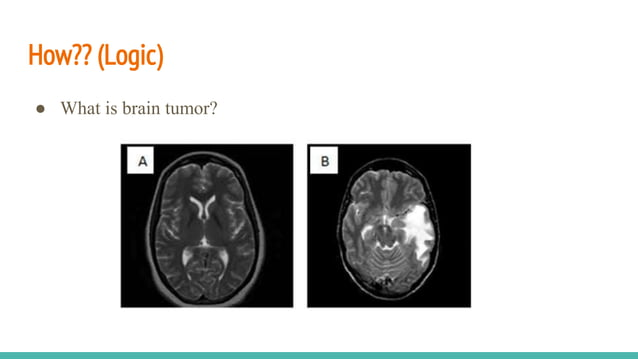 How?? (Logic)
● What is brain tumor?
A
B